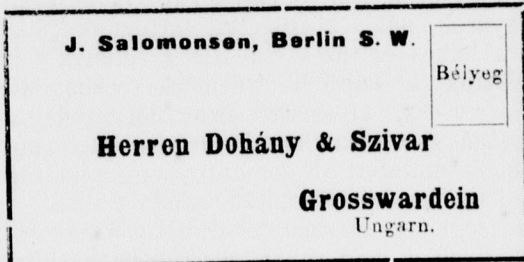 J. Salomonsen, Berlin S. W.
Bélyeg
Herren Dohány & Szivar
Grosswardein
Ungarn.